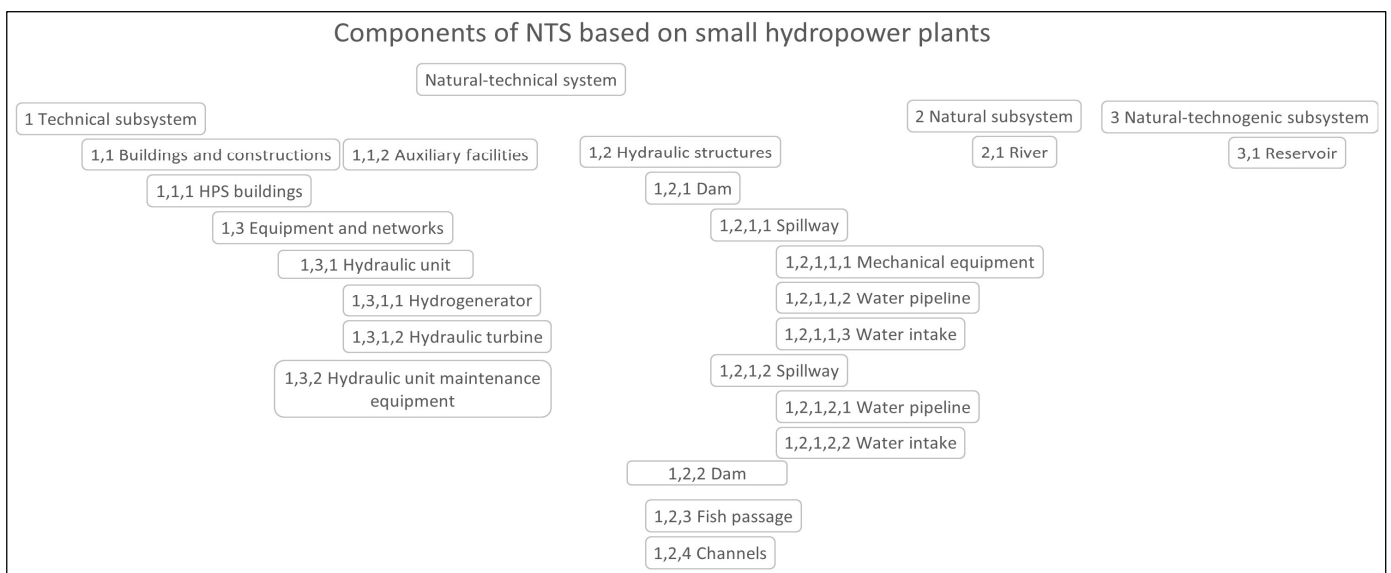 Components of NTS based on small hydropower plants
Natural-technical system
1 Technical subsystem
2 Natural subsystem
3 Natural-technogenic subsystem
1,1 Buildings and constructions
1,1,2 Auxiliary facilities
1,2 Hydraulic structures
2,1 River
3,1 Reservoir
1,1,1 HPS buildings
1,2,1 Dam
1,3 Equipment and networks
1,2,1,1 Spillway
1,3,1 Hydraulic unit
1,2,1,1,1 Mechanical equipment
1,3,1,1 Hydrogenerator
1,2,1,1,2 Water pipeline
1,3,1,2 Hydraulic turbine
1,2,1,1,3 Water intake
1,3,2 Hydraulic unit maintenance
equipment
1,2,1,2 Spillway
1,2,1,2,1 Water pipeline
1,2,1,2,2 Water intake
1,2,2 Dam
1,2,3 Fish passage
1,2,4 Channels